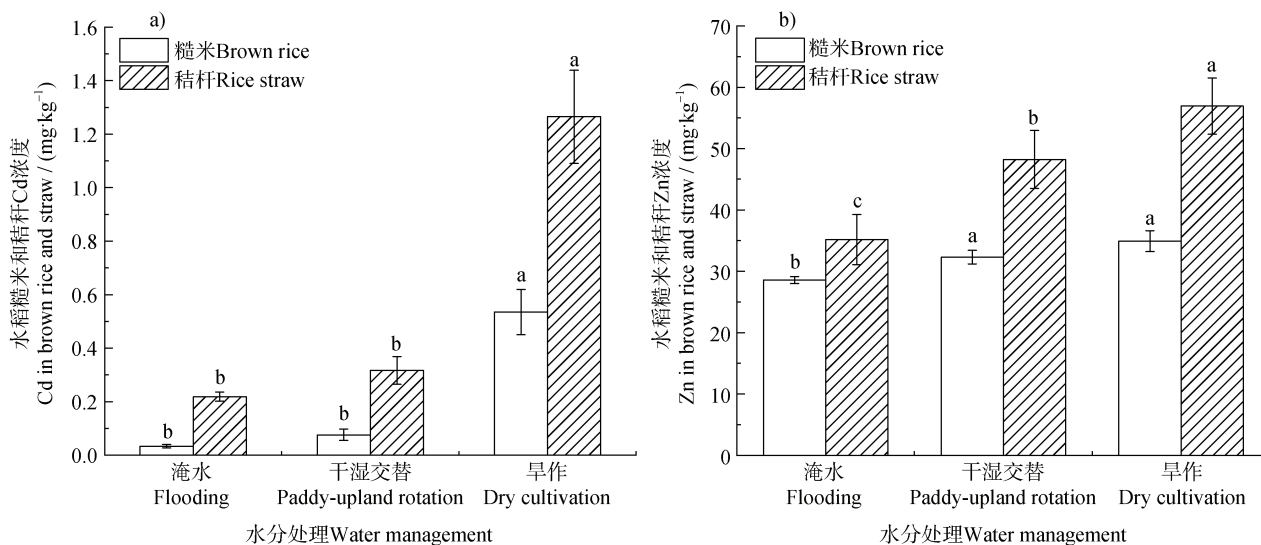 a)
糙米Brown rice
秸秆Rice straw
水稻糙米和秸秆Cd浓度
Cd in brown rice and straw / (mg·kg⁻¹)
1.6
1.4
1.2
1.0
0.8
0.6
0.4
0.2
0.0
b
b
b
b
a
a
淹水
Flooding
干湿交替
Paddy-upland rotation
旱作
Dry cultivation
水分处理Water management
b)
糙米Brown rice
秸秆Rice straw
水稻糙米和秸秆Zn浓度
Zn in brown rice and straw / (mg·kg⁻¹)
70
60
50
40
30
20
10
0
b
c
a
b
a
a
淹水
Flooding
干湿交替
Paddy-upland rotation
旱作
Dry cultivation
水分处理Water management